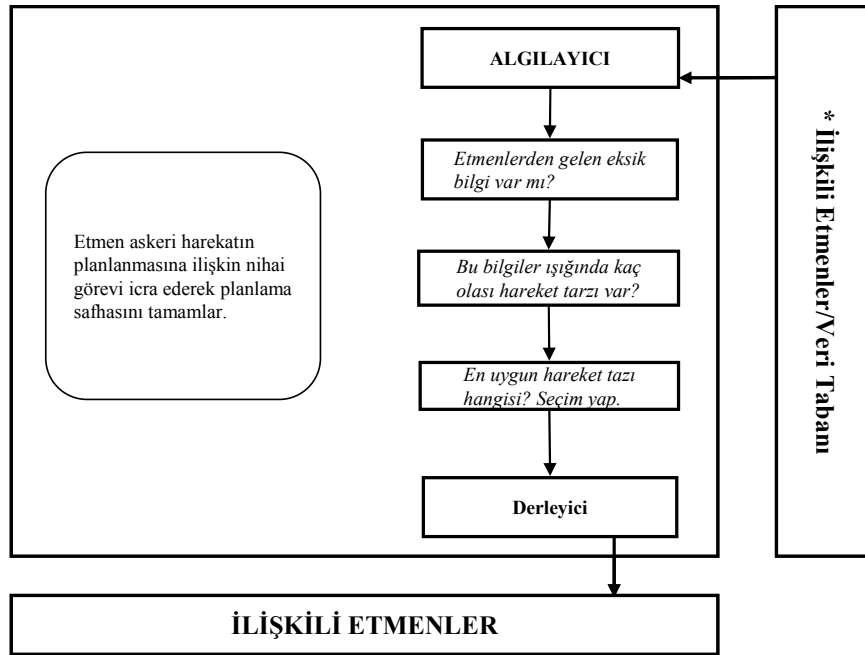 ALGILAYICI
Etmenlerden gelen eksik
bilgi var mı?
Etmen askeri harekatın
planlanmasına ilişkin nihai
görevi icra ederek planlama
safhasını tamamlar.
Bu bilgiler ışığında kaç
olası hareket tarzı var?
En uygun hareket tazı
hangisi? Seçim yap.
Derleyici
* İlişkili Etmenler/Veri Tabanı
İLİŞKİLİ ETMENLER